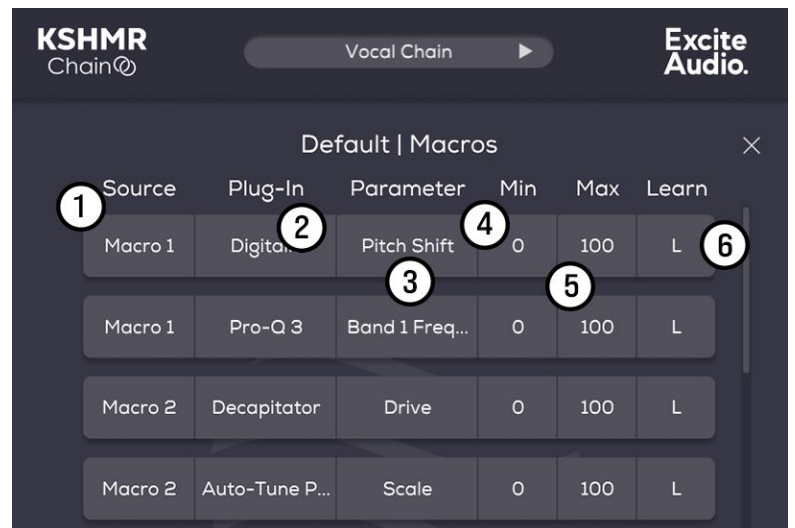 KSHMR
Chain
Vocal Chain
Excite
Audio.
Default | Macros
Source Plug-In Parameter Min Max Learn
1 2 3 4 5 6
Macro 1 Pitch Shift 0 100 L
Macro 1 Pro-Q 3 Band 1 Freq... 0 100 L
Macro 2 Decapitator Drive 0 100 L
Macro 2 Auto-Tune P... Scale 0 100 L